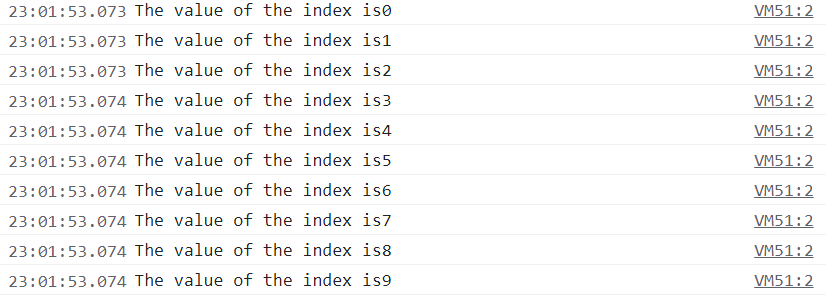 23:01:53.073 The value of the index is0 VM51:2
23:01:53.073 The value of the index is1 VM51:2
23:01:53.073 The value of the index is2 VM51:2
23:01:53.074 The value of the index is3 VM51:2
23:01:53.074 The value of the index is4 VM51:2
23:01:53.074 The value of the index is5 VM51:2
23:01:53.074 The value of the index is6 VM51:2
23:01:53.074 The value of the index is7 VM51:2
23:01:53.074 The value of the index is8 VM51:2
23:01:53.074 The value of the index is9 VM51:2